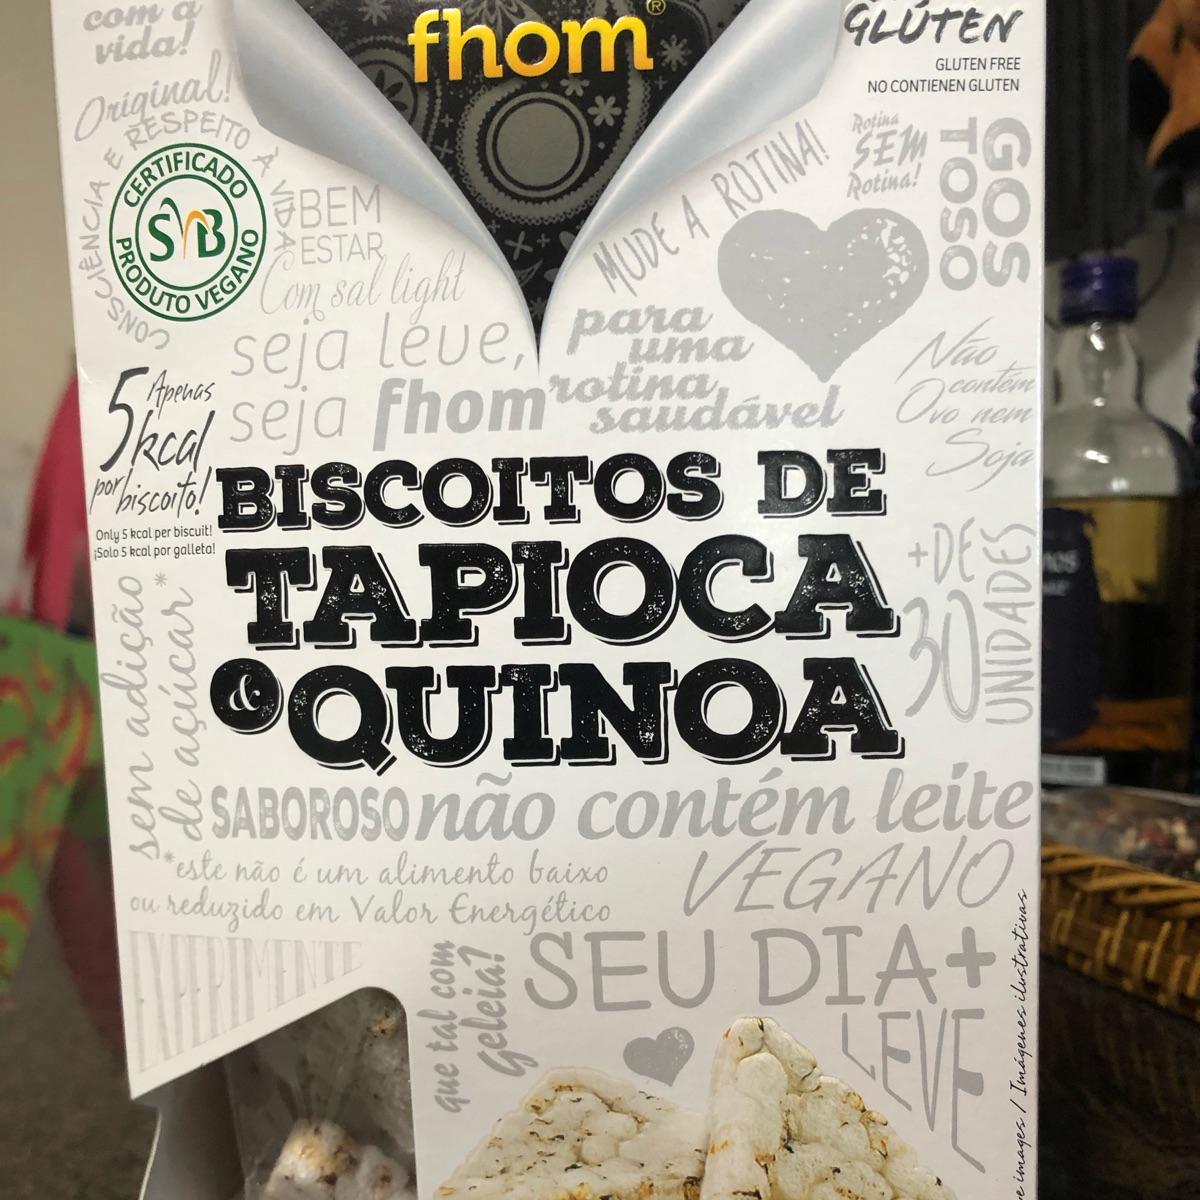 com a
vida!
fhom®
GLÚTEN
GLUTEN FREE
NO CONTIENEN GLUTEN
Original!
CONSCIÊNCIA E RESPEITO À VIDA
CERTIFICADO
SVB
PRODUTO VEGANO
BEM
ESTAR
Com sal light
MUDE A ROTINA!
Rotina
SEM
Rotina!
GOS
TOSO
seja leve,
seja fhom
para
uma
rotina
saudável
Não
contém
Ovo nem
Soja
Apenas
5 kcal
por biscoito!
Only 5 kcal per biscuit!
¡Solo 5 kcal por galleta!
BISCOITOS DE
TAPIOCA
& QUINOA
+DE
30
UNIDADES
sem adição
de açúcar*
SABOROSO
não contém leite
*este não é um alimento baixo
ou reduzido em Valor Energético
VEGANO
EXPERIMENTE
que tal com
Geleia?
SEU DIA+
LEVE
images / Imágenes ilustrativas